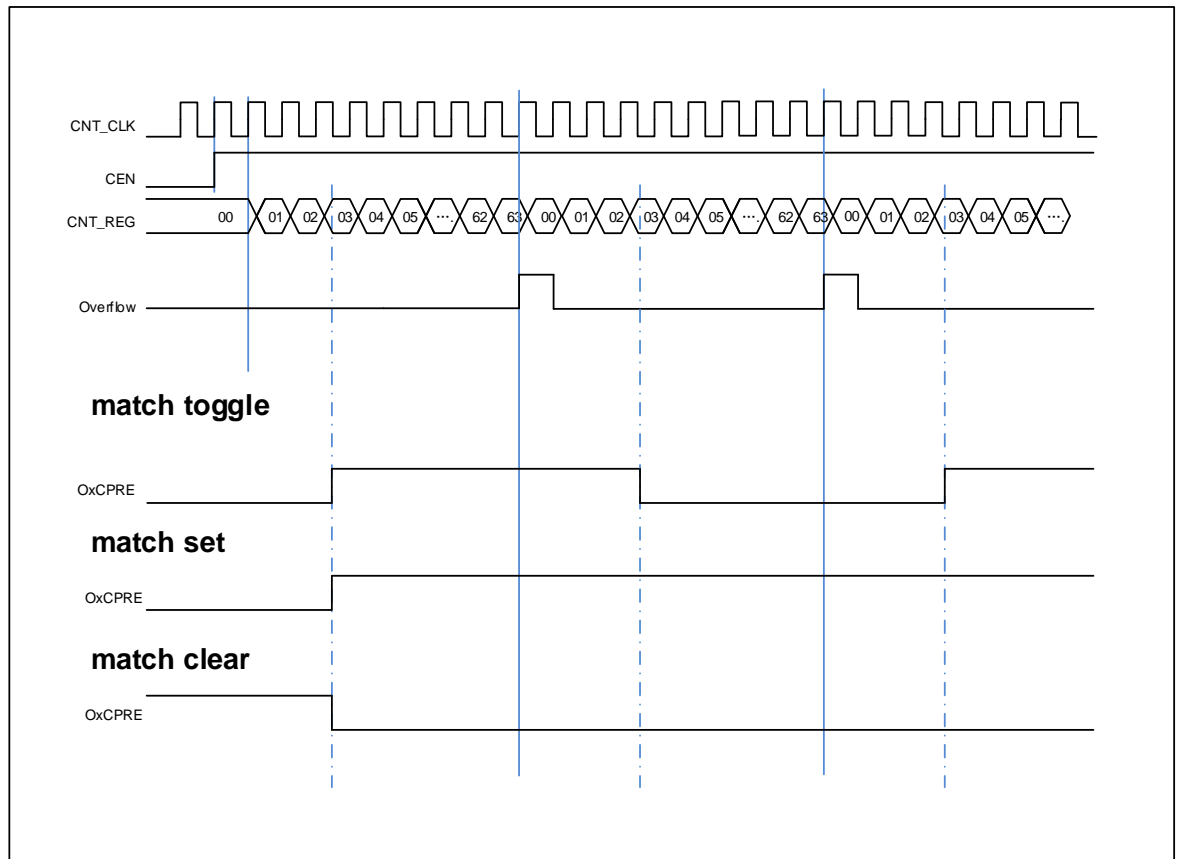 CNT_CLK
CEN
CNT_REG 00 01 02 03 04 05 ···. 62 63 00 01 02 03 04 05 ···. 62 63 00 01 02 03 04 05 ···.
Overflow
match toggle
OxCPRE
match set
OxCPRE
match clear
OxCPRE